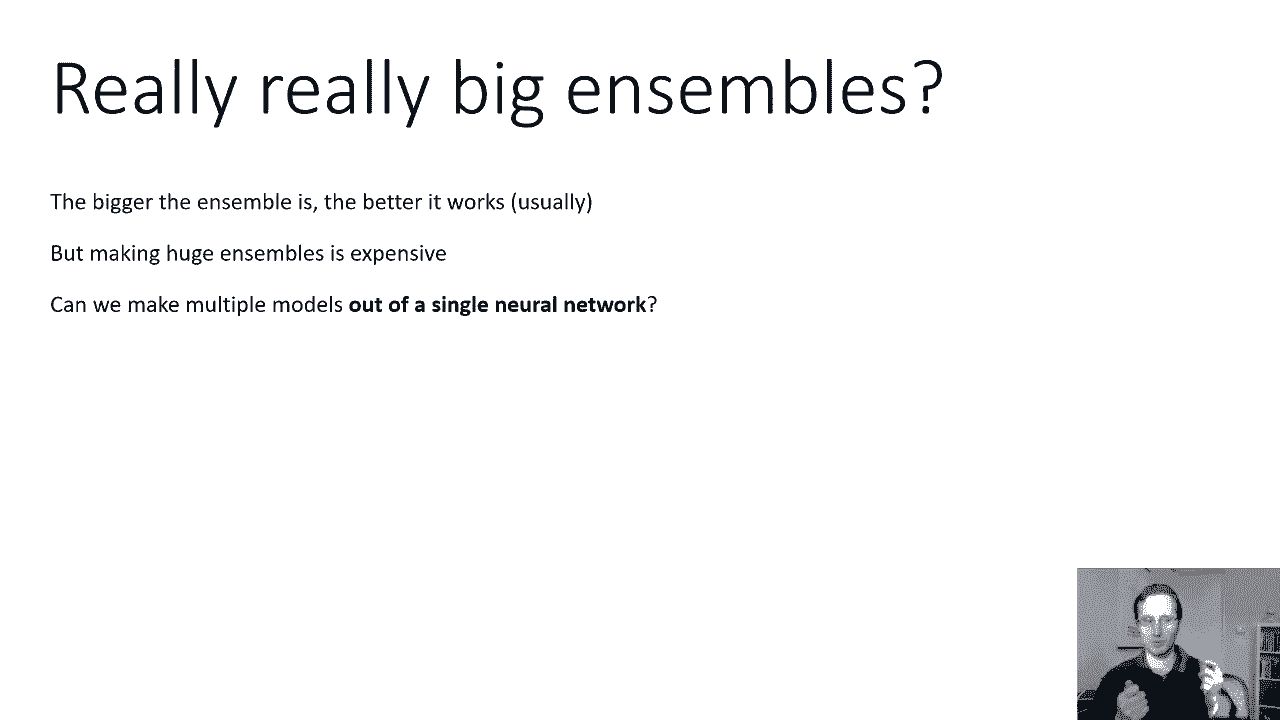 Really really big ensembles?
The bigger the ensemble is, the better it works (usually)
But making huge ensembles is expensive
Can we make multiple models out of a single neural network?